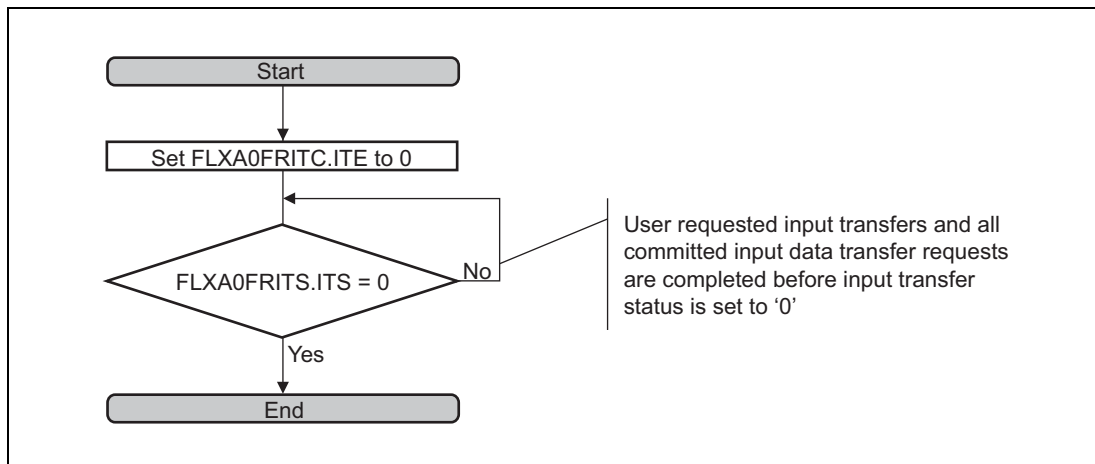 Start
Set FLXA0FRITC.ITE to 0
FLXA0FRITS.ITS = 0
No
User requested input transfers and all
committed input data transfer requests
are completed before input transfer
status is set to ‘0’
Yes
End